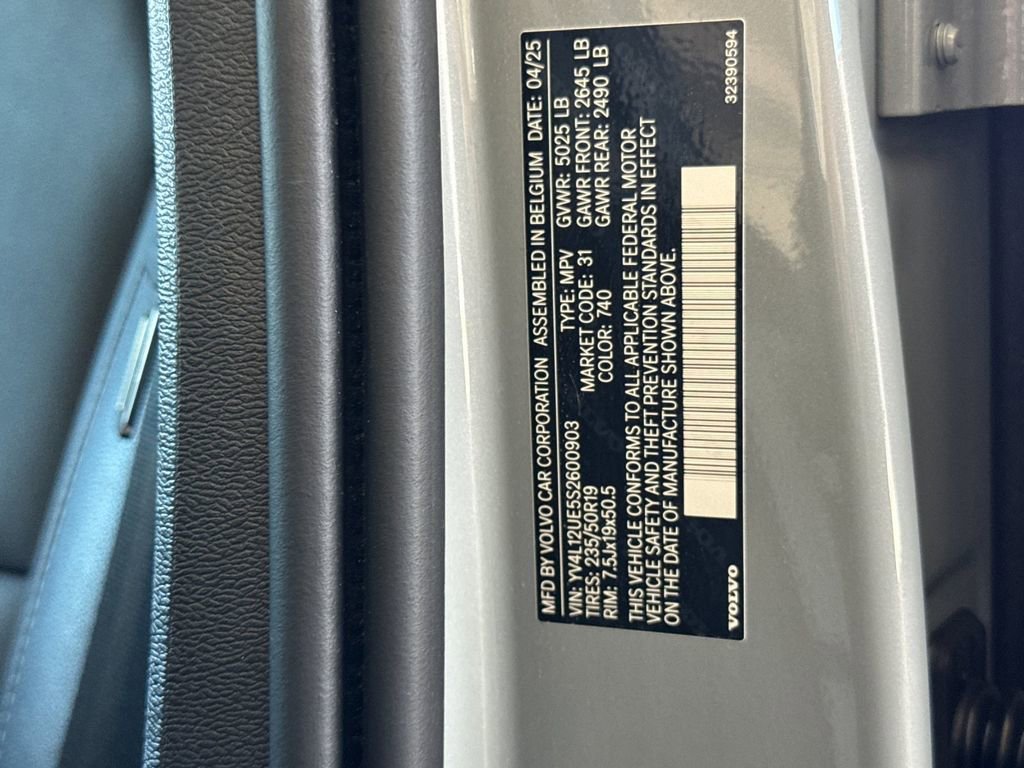 MFD BY VOLVO CAR CORPORATION ASSEMBLED IN BELGIUM DATE: 04/25
VIN: YV4L12UE5S2600903 TYPE: MPV GVWR: 5025 LB
TIRES: 235/50R19 MARKET CODE: 31 GAWR FRONT: 2645 LB
RIM: 7.5Jx19x50.5 COLOR: 740 GAWR REAR: 2490 LB
THIS VEHICLE CONFORMS TO ALL APPLICABLE FEDERAL MOTOR
VEHICLE SAFETY AND THEFT PREVENTION STANDARDS IN EFFECT
ON THE DATE OF MANUFACTURE SHOWN ABOVE.
VOLVO 32390594